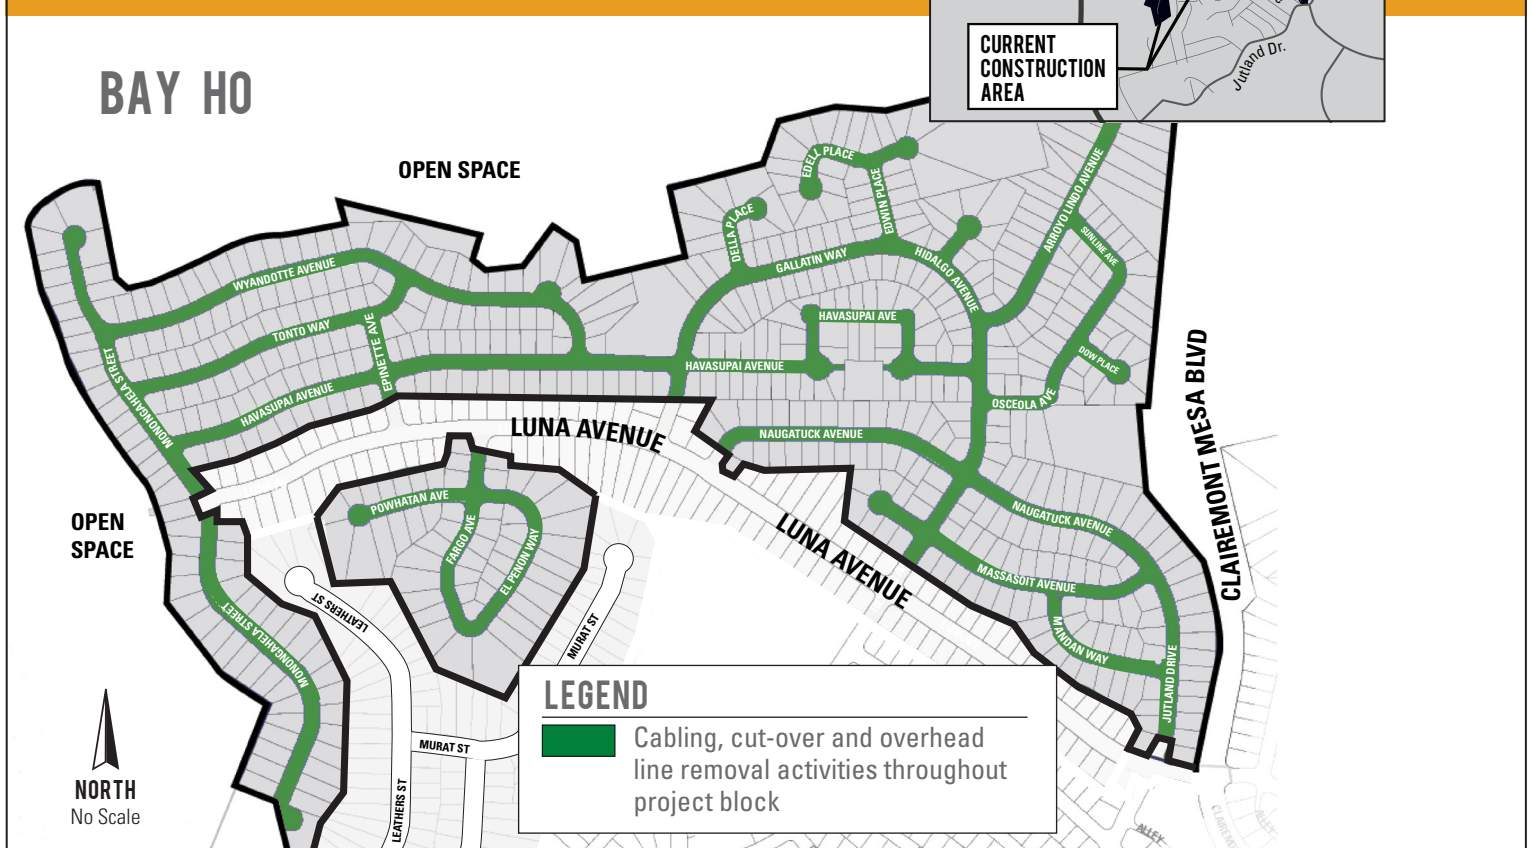 CURRENT
CONSTRUCTION
AREA
Jutland Dr.
BAY HO
OPEN SPACE
EDELL PLACE
EDWIN PLACE
DELLA PLACE
GALLATIN WAY
HIDALGO AVENUE
ARROYO LINDO AVENUE
SUNLINE AVE
WYANDOTTE AVENUE
TONTO WAY
EPINETTE AVE
HAVASUPAI AVE
HAVASUPAI AVENUE
HAVASUPAI AVENUE
DOW PLACE
OSCEOLA AVE
MONONGAHELA STREET
CLAIREMONT MESA BLVD
LUNA AVENUE
NAUGATUCK AVENUE
POWHATAN AVE
FARGO AVE
EL PENON WAY
OPEN
SPACE
LUNA AVENUE
NAUGATUCK AVENUE
MASSASOIT AVENUE
MANDAN WAY
JUTLAND DRIVE
LEATHERS ST
MURAT ST
MONONGAHELA STREET
MURAT ST
LEATHERS ST
NORTH
No Scale
LEGEND
Cabling, cut-over and overhead
line removal activities throughout
project block
ALLEY
ALLEY